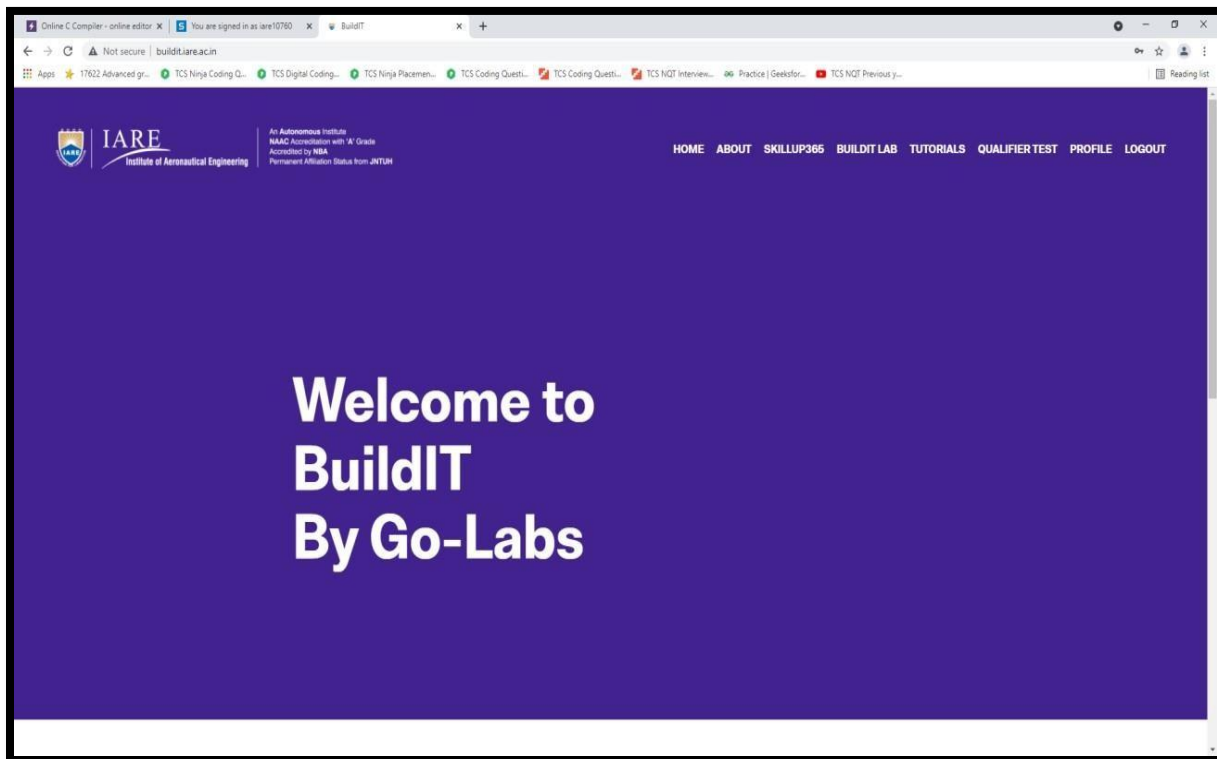 Online C Compiler - online editor
You are signed in as iare10760
BuildIT
Not secure | buildit.iare.ac.in
Apps
17622 Advanced gr...
TCS Ninja Coding Q...
TCS Digital Coding...
TCS Ninja Placemen...
TCS Coding Questi...
TCS Coding Questi...
TCS NQT Interview...
Practice | Geeksfor...
TCS NQT Previous y...
Reading list
IARE
IARE
Institute of Aeronautical Engineering
An Autonomous Institute
NAAC Accreditation with 'A' Grade
Accredited by NBA
Permanent Affiliation Status from JNTUH
HOME ABOUT SKILLUP365 BUILDIT LAB TUTORIALS QUALIFIER TEST PROFILE LOGOUT
Welcome to
BuildIT
By Go-Labs